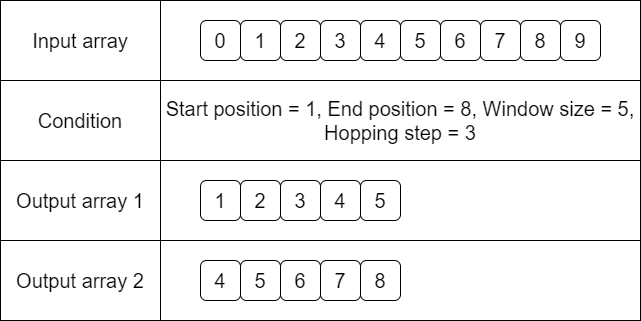 Input array
0 1 2 3 4 5 6 7 8 9
Condition
Start position = 1, End position = 8, Window size = 5,
Hopping step = 3
Output array 1
1 2 3 4 5
Output array 2
4 5 6 7 8